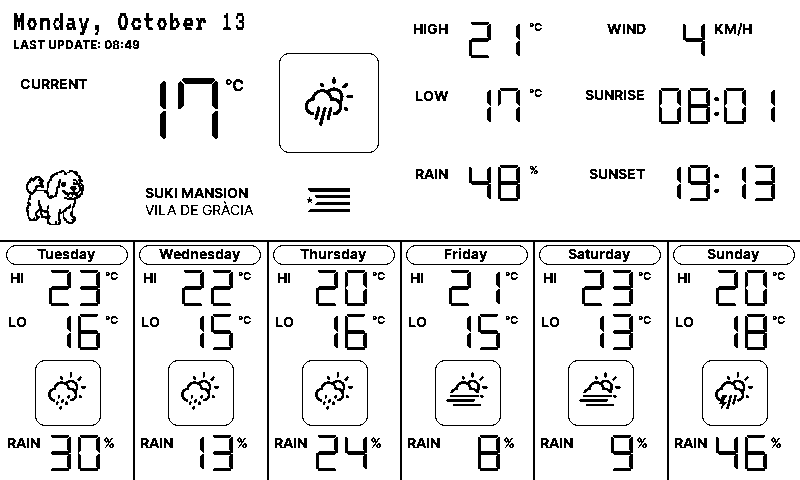 Monday, October 13
LAST UPDATE: 08:49
CURRENT 17 °C
SUKI MANSION
VILA DE GRÀCIA
HIGH 21 °C
LOW 17 °C
RAIN 48 %
WIND 4 KM/H
SUNRISE 08:01
SUNSET 19:13
Tuesday
HI 23 °C
LO 16 °C
RAIN 30 %
Wednesday
HI 22 °C
LO 15 °C
RAIN 13 %
Thursday
HI 20 °C
LO 16 °C
RAIN 24 %
Friday
HI 21 °C
LO 15 °C
RAIN 8 %
Saturday
HI 23 °C
LO 13 °C
RAIN 9 %
Sunday
HI 20 °C
LO 18 °C
RAIN 46 %